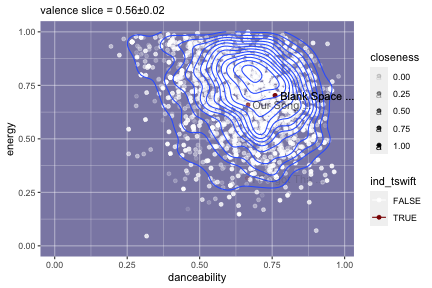 valence slice = 0.56±0.02
energy
1.00
0.75
0.50
0.25
0.00
Blank Space ...
Our Song
0.00
0.25
0.50
0.75
1.00
danceability
closeness
0.00
0.25
0.50
0.75
1.00
ind_tswift
FALSE
TRUE